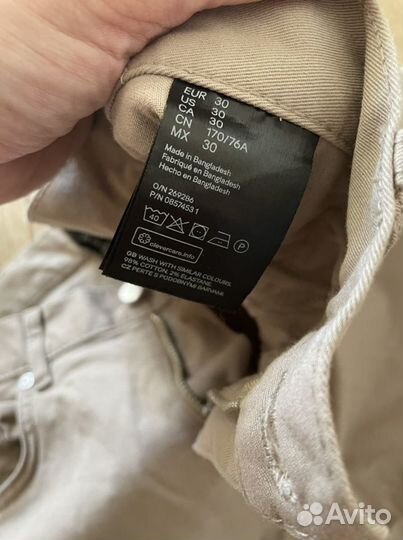 EUR 30
US 30
CA 30
CN 170/76A
MX 30
Made in Bangladesh
Fabriqué en Bangladesh
Hecho en Bangladesh
O/N 269286
P/N 0857453 1
40 P
clevercare.info
GB WASH WITH SIMILAR COLOURS.
98% COTTON, 2% ELASTANE.
CZ PERTE S PODOBNÝMI BARVAMI
Avito